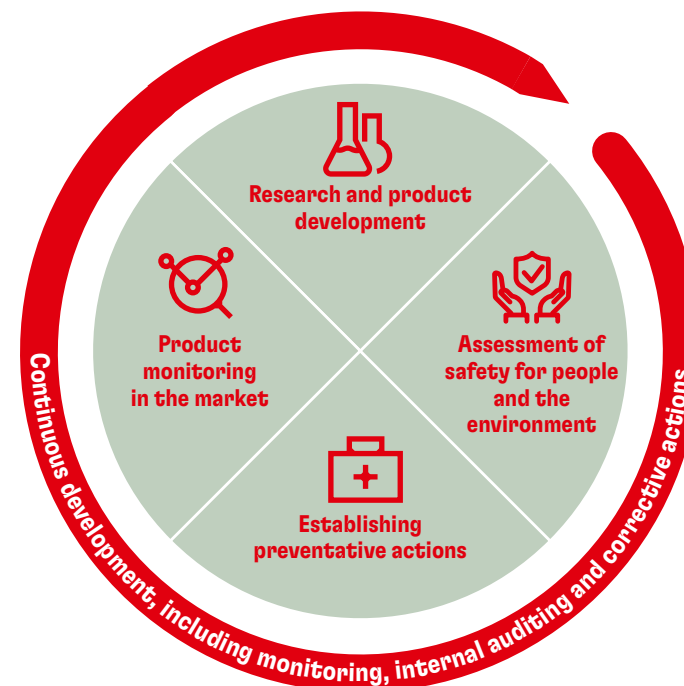 Research and product
development
Assessment of
safety for people
and the
environment
Establishing
preventative actions
Product
monitoring
in the market
Continuous development, including monitoring, internal auditing and corrective actions